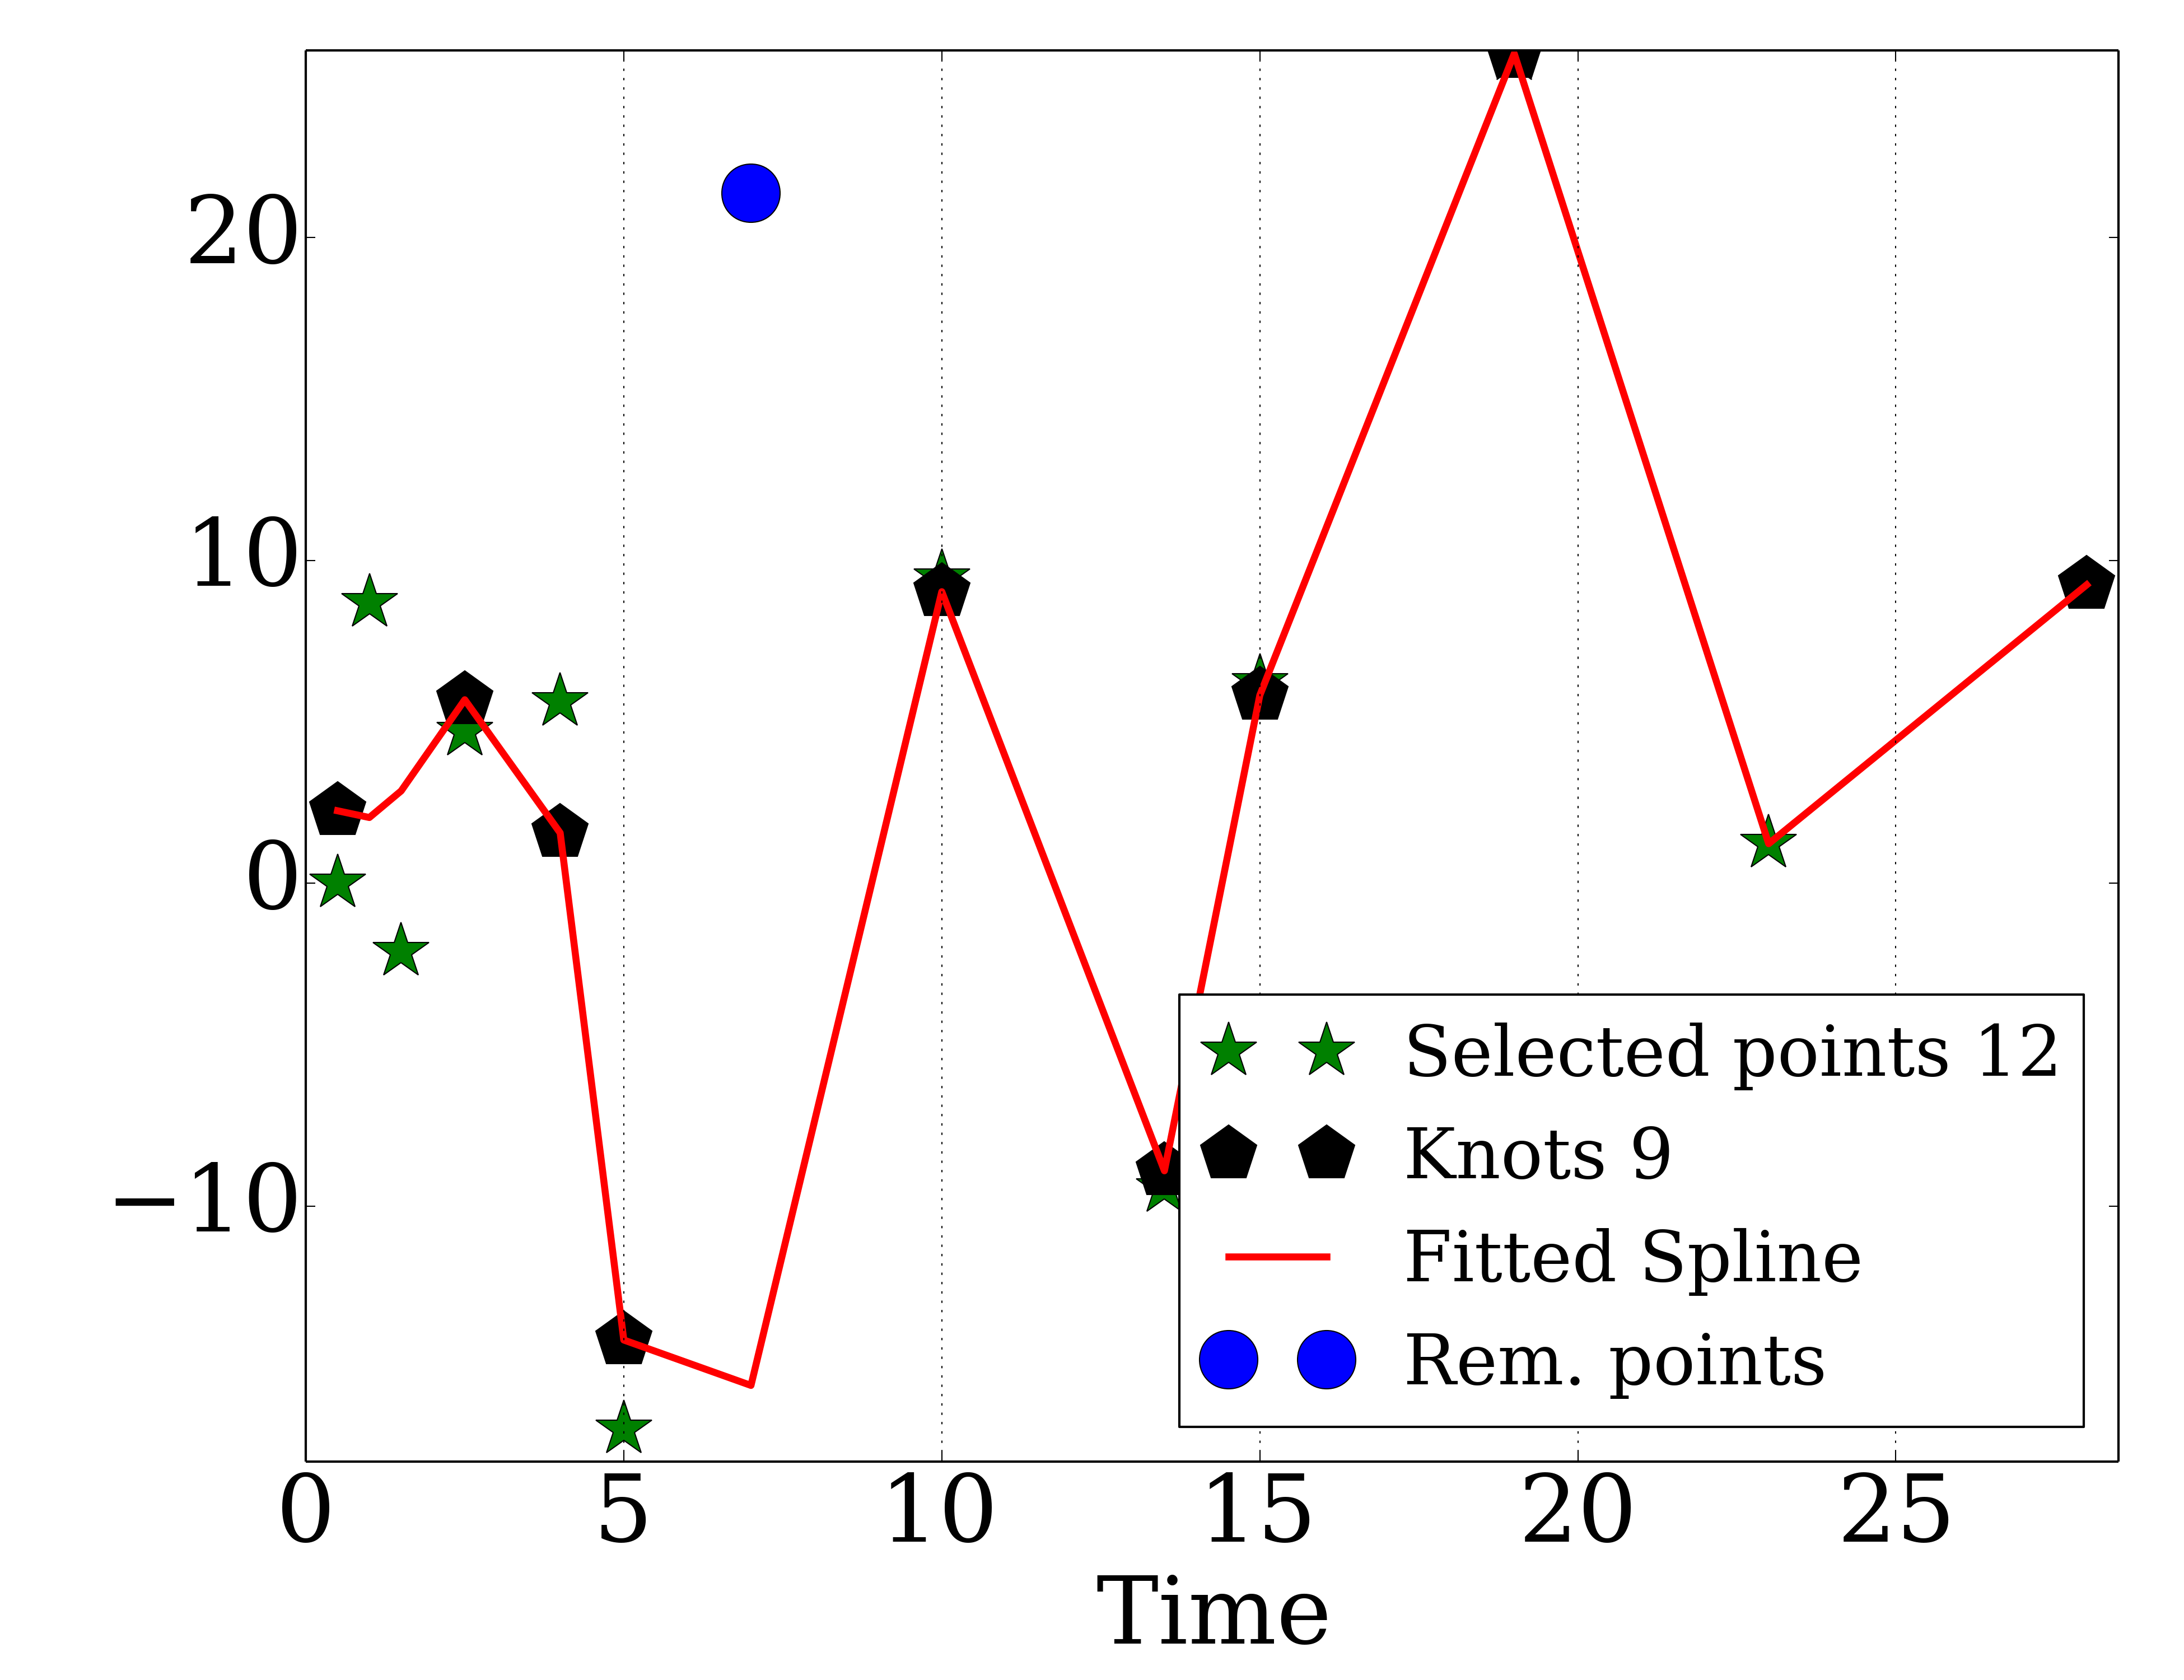 20
10
0
−10
Selected points 12
Knots 9
Fitted Spline
Rem. points
0 5 10 15 20 25
Time